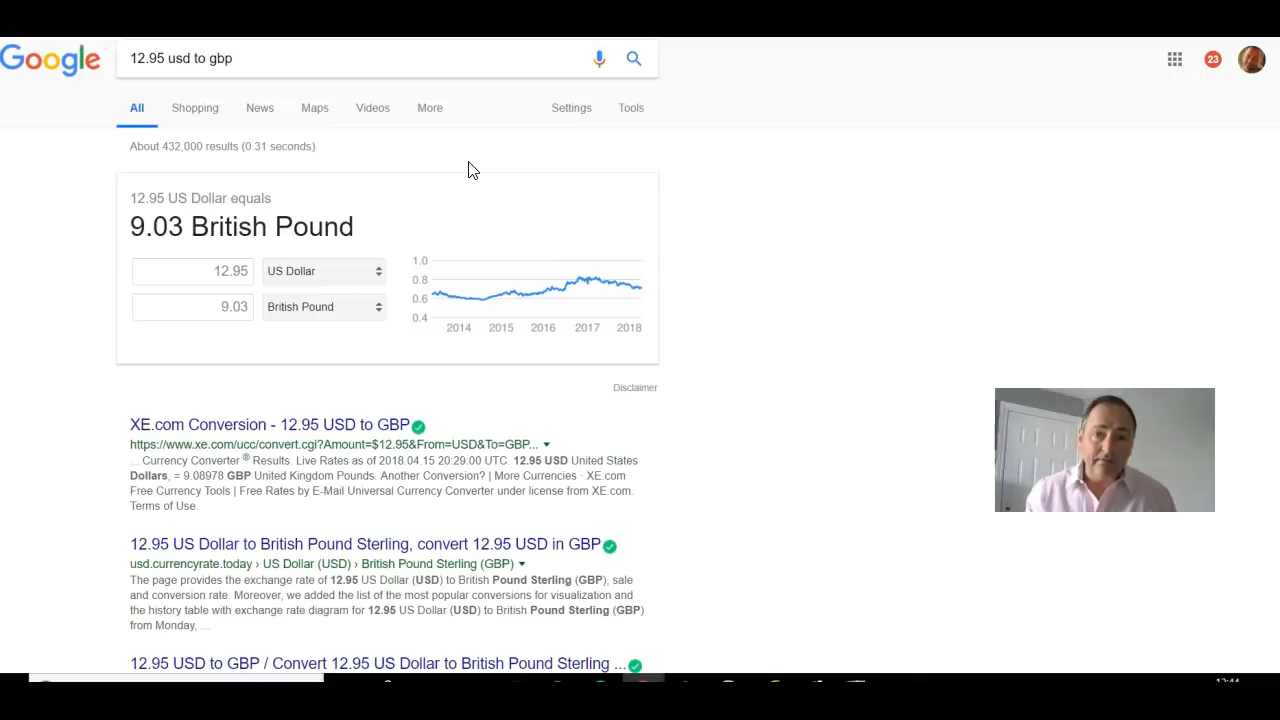 Google
12.95 usd to gbp
23
All Shopping News Maps Videos More Settings Tools
About 432,000 results (0.31 seconds)
12.95 US Dollar equals
9.03 British Pound
12.95 US Dollar
9.03 British Pound
1.0
0.8
0.6
0.4
2014 2015 2016 2017 2018
Disclaimer
XE.com Conversion - 12.95 USD to GBP
https://www.xe.com/ucc/convert.cgi?Amount=$12.95&From=USD&To=GBP...
... Currency Converter ® Results. Live Rates as of 2018.04.15 20:29:00 UTC. 12.95 USD United States
Dollars, = 9.08978 GBP United Kingdom Pounds. Another Conversion? | More Currencies · XE.com
Free Currency Tools | Free Rates by E-Mail Universal Currency Converter under license from XE.com.
Terms of Use.
12.95 US Dollar to British Pound Sterling, convert 12.95 USD in GBP
usd.currencyrate.today › US Dollar (USD) › British Pound Sterling (GBP)
The page provides the exchange rate of 12.95 US Dollar (USD) to British Pound Sterling (GBP), sale
and conversion rate. Moreover, we added the list of the most popular conversions for visualization and
the history table with exchange rate diagram for 12.95 US Dollar (USD) to British Pound Sterling (GBP)
from Monday, ...
12.95 USD to GBP / Convert 12.95 US Dollar to British Pound Sterling ...